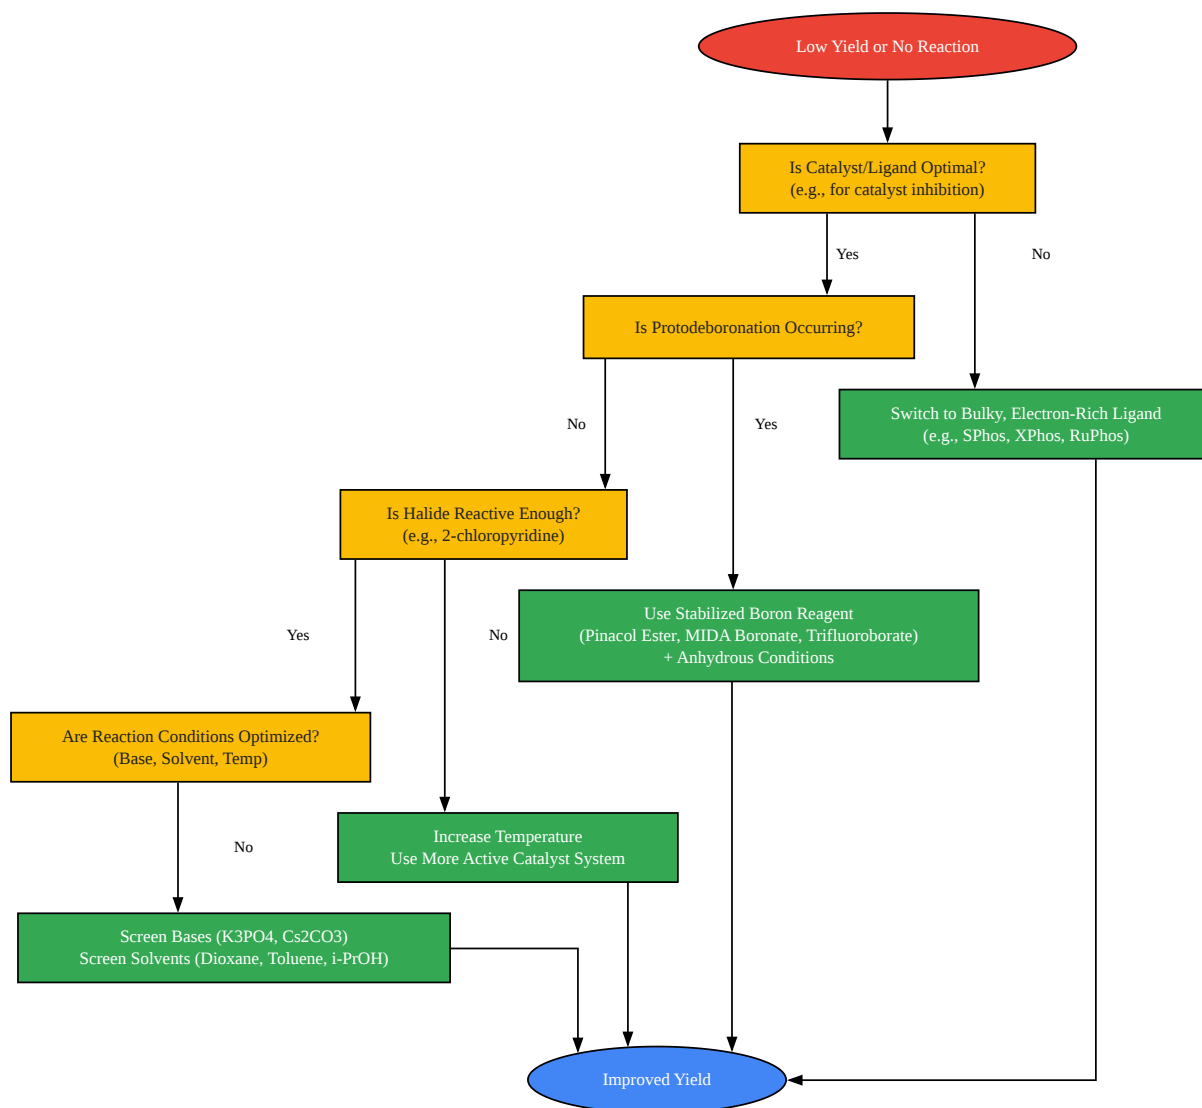 Low Yield or No Reaction
Is Catalyst/Ligand Optimal?
(e.g., for catalyst inhibition)
Yes
No
Is Protodeboronation Occurring?
No
Yes
Switch to Bulky, Electron-Rich Ligand
(e.g., SPhos, XPhos, RuPhos)
Is Halide Reactive Enough?
(e.g., 2-chloropyridine)
Yes
No
Use Stabilized Boron Reagent
(Pinacol Ester, MIDA Boronate, Trifluoroborate)
+ Anhydrous Conditions
Are Reaction Conditions Optimized?
(Base, Solvent, Temp)
No
Increase Temperature
Use More Active Catalyst System
Screen Bases (K3PO4, Cs2CO3)
Screen Solvents (Dioxane, Toluene, i-PrOH)
Improved Yield